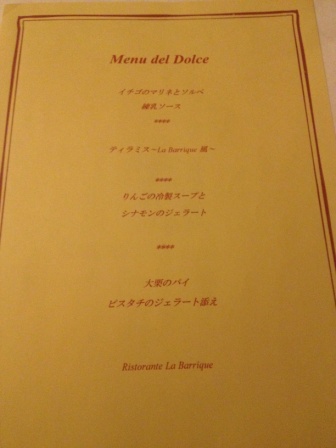 Menu del Dolce
イチゴのマリネとソルベ
練乳ソース
****
ティラミス~La Barrique 風~
****
りんごの冷製スープと
シナモンのジェラート
****
大栗のパイ
ピスタチのジェラート添え
Ristorante La Barrique